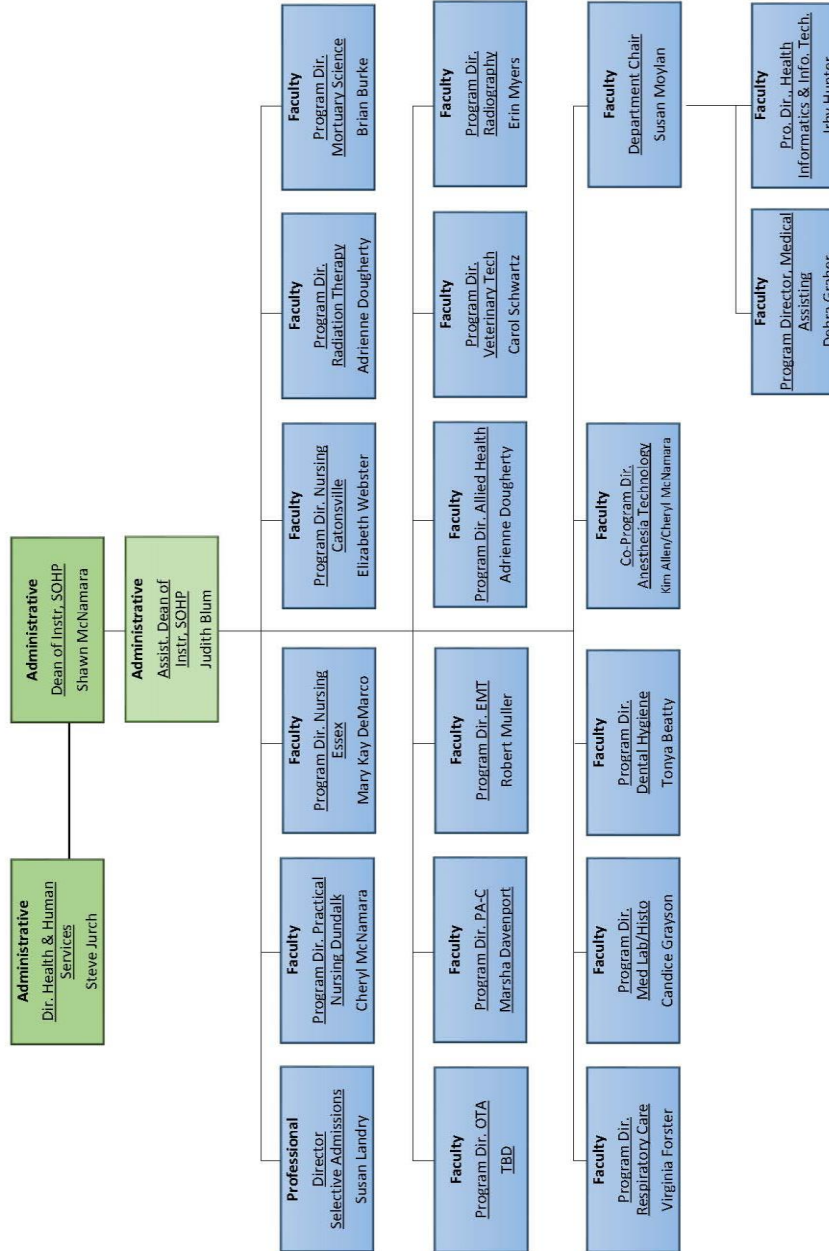 Administrative
Dir. Health & Human
Services
Steve Jurch
Administrative
Dean of Instr, SOHP
Shawn McNamara
Administrative
Assist. Dean of
Instr, SOHP
Judith Blum
Professional
Director
Selective Admissions
Susan Landry
Faculty
Program Dir. Practical
Nursing Dundalk
Cheryl McNamara
Faculty
Program Dir. Nursing
Essex
Mary Kay DeMarco
Faculty
Program Dir. Nursing
Catonsville
Elizabeth Webster
Faculty
Program Dir.
Radiation Therapy
Adrienne Dougherty
Faculty
Program Dir.
Mortuary Science
Brian Burke
Faculty
Program Dir. OTA
TBD
Faculty
Program Dir. PA-C
Marsha Davenport
Faculty
Program Dir. EMT
Robert Muller
Faculty
Program Dir. Allied Health
Adrienne Dougherty
Faculty
Program Dir.
Veterinary Tech
Carol Schwartz
Faculty
Program Dir.
Radiography
Erin Myers
Faculty
Program Dir.
Respiratory Care
Virginia Forster
Faculty
Program Dir.
Med Lab/Histo
Candice Grayson
Faculty
Program Dir.
Dental Hygiene
Tonya Beatty
Faculty
Co-Program Dir.
Anesthesia Technology
Kim Allen/Cheryl McNamara
Faculty
Department Chair
Susan Moylan
Faculty
Program Director, Medical
Assisting
Debra Graber
Faculty
Pro. Dir., Health
Informatics & Info. Tech.
Hunter